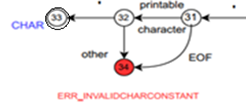 printable
33
32
31
CHAR
character
other
EOF
34
ERR_INVALIDCHARCONSTANT